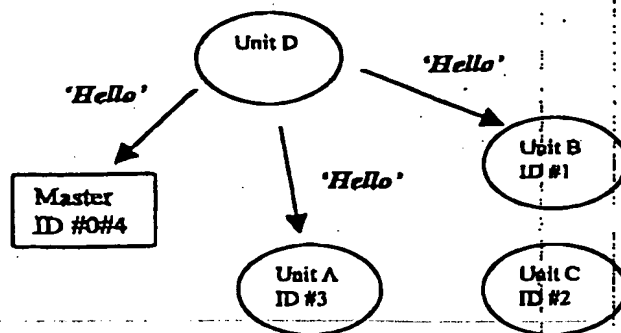 Unit D
'Hello'
'Hello'
Unit B
ID #1
Master
ID #0#4
'Hello'
Unit A
ID #3
Unit C
ID #2